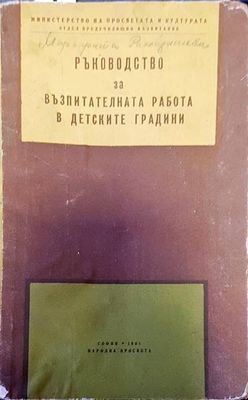 МИНИСТЕРСТВО НА ПРОСВЕТАТА И КУЛТУРАТА
ОТДЕЛ ПРЕДУЧИЛИЩНО ВЪЗПИТАНИЕ
РЪКОВОДСТВО
ЗА
ВЪЗПИТАТЕЛНАТА РАБОТА
В ДЕТСКИТЕ ГРАДИНИ
СОФИЯ • 1961
НАРОДНА ПРОСВЕТА